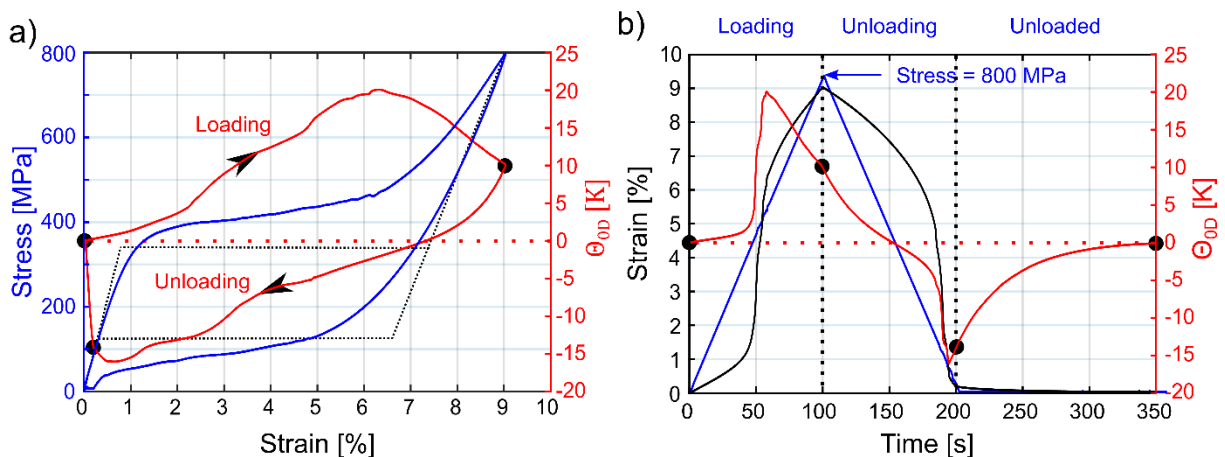 a)
Stress [MPa]
800
600
400
200
0
0 1 2 3 4 5 6 7 8 9 10
Strain [%]
25
20
15
10
5
0
-5
-10
-15
-20
Θ0D [K]
Loading
Unloading
b)
Loading Unloading Unloaded
Strain [%]
10
9
8
7
6
5
4
3
2
1
0
0 50 100 150 200 250 300 350
Time [s]
25
20
15
10
5
0
-5
-10
-15
-20
Θ0D [K]
Stress = 800 MPa